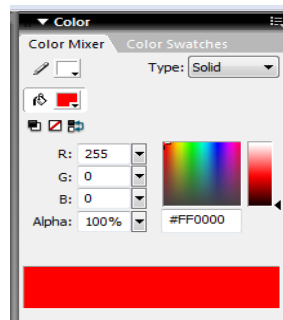 Color
Color Mixer Color Swatches
Type: Solid
R: 255
G: 0
B: 0
Alpha: 100% #FF0000